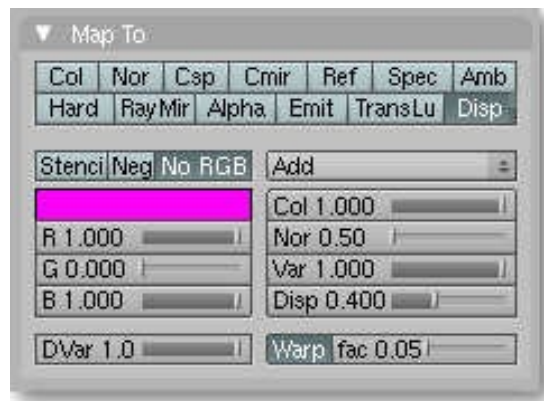 Map To
Col Nor Csp Cmir Ref Spec Amb
Hard RayMir Alpha Emit TransLu Disp
Stenci Neg No RGB Add
Col 1.000
R 1.000 Nor 0.50
G 0.000 Var 1.000
B 1.000 Disp 0.400
DVar 1.0 Warp fac 0.05